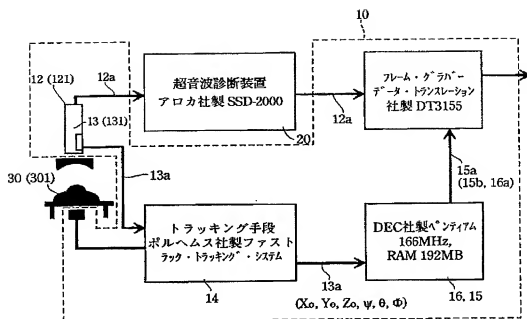 10
12 (121)
12a
13 (131)
超音波診断装置
アロカ社製 SSD-2000
20
12a
フレーム・グラバー
データ・トランスレーション
社製 DT3155
30 (301)
13a
15a
(15b, 16a)
トラッキング手段
ポルヘムス社製ファスト
ラック・トラッキング・システム
14
13a
DEC社製ペンティアム
166MHz,
RAM 192MB
16, 15
(Xo, Yo, Zo, ψ, θ, Φ)